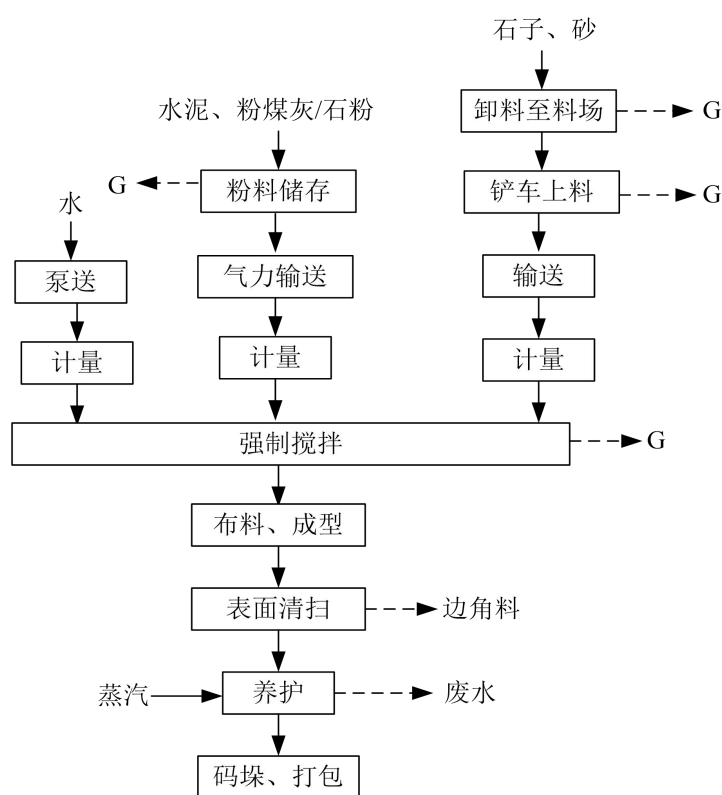 石子、砂
水泥、粉煤灰/石粉
卸料至料场
G
G
粉料储存
铲车上料
G
水
泵送
气力输送
输送
计量
计量
计量
强制搅拌
G
布料、成型
表面清扫
边角料
蒸汽
养护
废水
码垛、打包